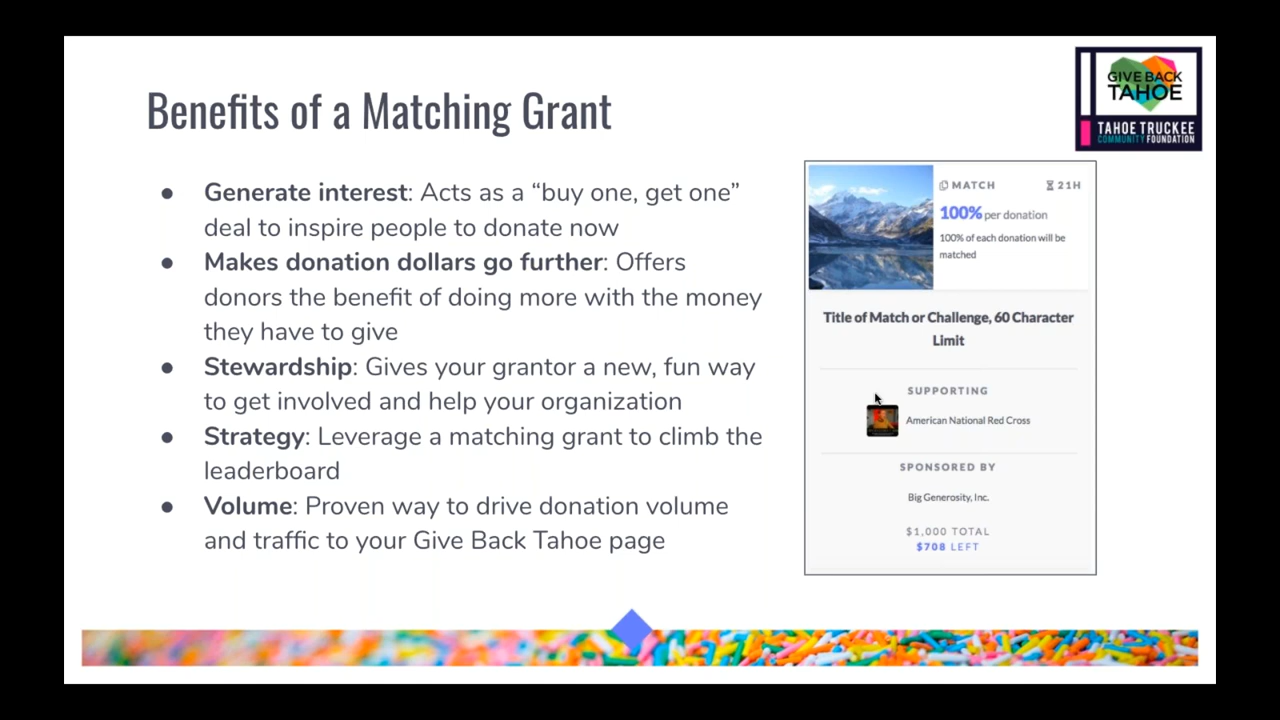 GIVE BACK
TAHOE
TAHOE TRUCKEE
COMMUNITY FOUNDATION
Benefits of a Matching Grant
● Generate interest: Acts as a “buy one, get one”
deal to inspire people to donate now
● Makes donation dollars go further: Offers
donors the benefit of doing more with the money
they have to give
● Stewardship: Gives your grantor a new, fun way
to get involved and help your organization
● Strategy: Leverage a matching grant to climb the
leaderboard
● Volume: Proven way to drive donation volume
and traffic to your Give Back Tahoe page
MATCH 21H
100% per donation
100% of each donation will be
matched
Title of Match or Challenge, 60 Character
Limit
SUPPORTING
American National Red Cross
SPONSORED BY
Big Generosity, Inc.
$1,000 TOTAL
$708 LEFT